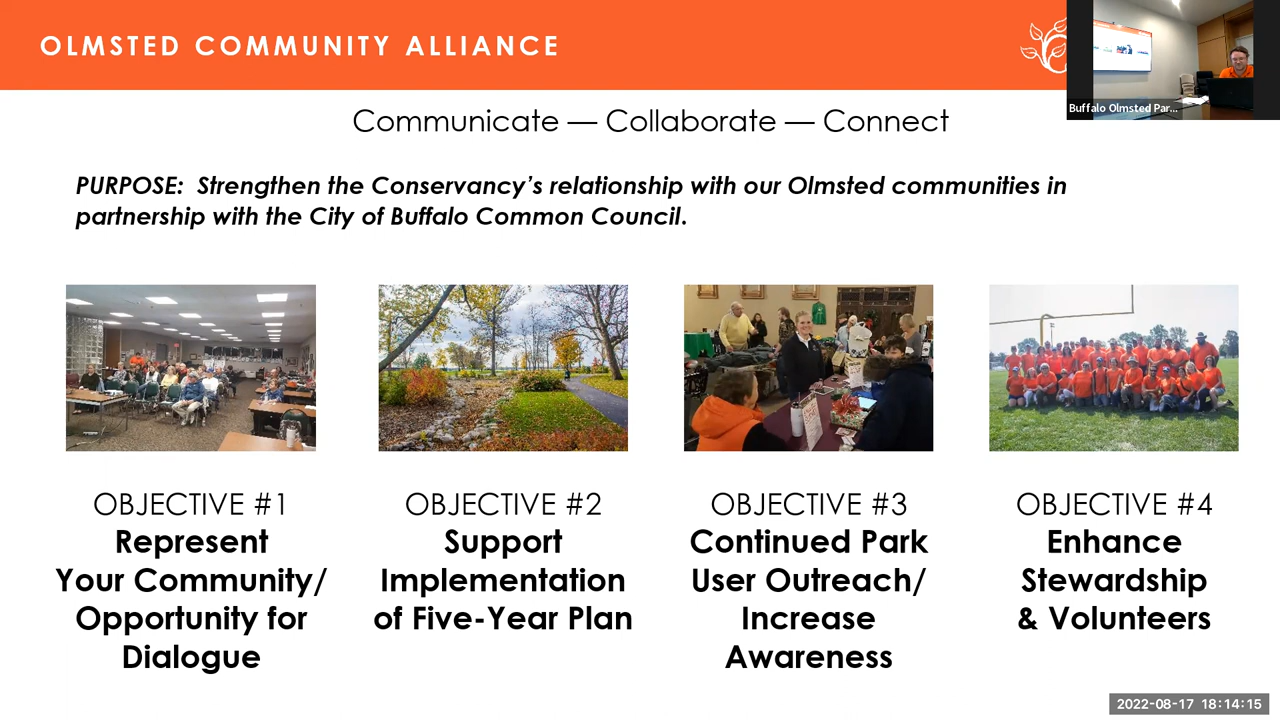 OLMSTED COMMUNITY ALLIANCE
Buffalo Olmsted Par...
Communicate — Collaborate — Connect
PURPOSE: Strengthen the Conservancy’s relationship with our Olmsted communities in
partnership with the City of Buffalo Common Council.
OBJECTIVE #1
Represent
Your Community/
Opportunity for
Dialogue
OBJECTIVE #2
Support
Implementation
of Five-Year Plan
OBJECTIVE #3
Continued Park
User Outreach/
Increase
Awareness
OBJECTIVE #4
Enhance
Stewardship
& Volunteers
2022-08-17 18:14:15